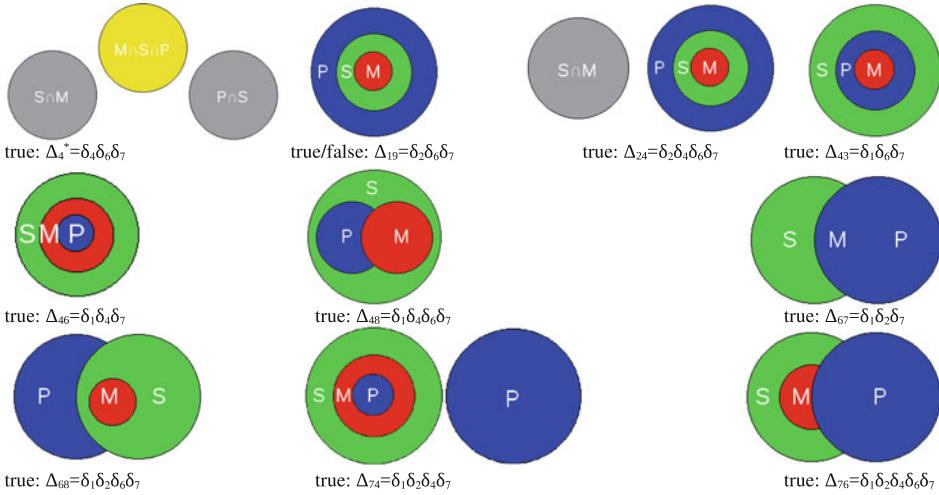 M∩S∩P
S∩M
P∩S
true: Δ₄*=δ₄δ₆δ₇
P S M
true/false: Δ₁₉=δ₂δ₆δ₇
S∩M
P S M
true: Δ₂₄=δ₂δ₄δ₆δ₇
S P M
true: Δ₄₃=δ₁δ₆δ₇
S M P
true: Δ₄₆=δ₁δ₄δ₇
S
P M
true: Δ₄₈=δ₁δ₄δ₆δ₇
S M P
true: Δ₆₇=δ₁δ₂δ₇
P M S
true: Δ₆₈=δ₁δ₂δ₆δ₇
S M P
P
true: Δ₇₄=δ₁δ₂δ₄δ₇
S M P
true: Δ₇₆=δ₁δ₂δ₄δ₆δ₇